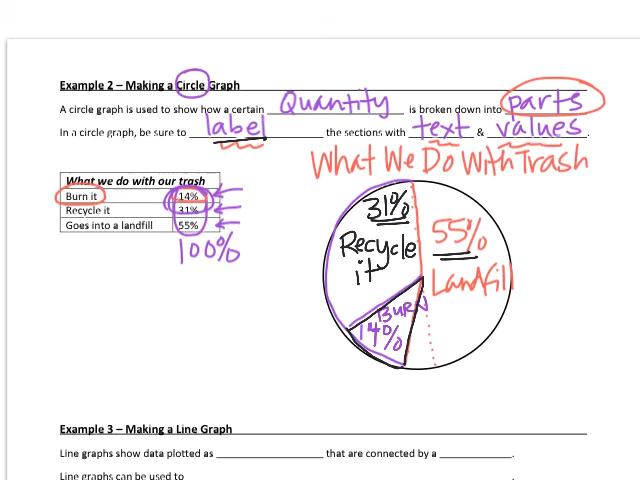 Example 2 – Making a Circle Graph
A circle graph is used to show how a certain Quantity is broken down into parts
In a circle graph, be sure to label the sections with text & values.
What We Do With Trash
What we do with our trash
Burn it 14%
Recycle it 31%
Goes into a landfill 55%
100%
31%
Recycle
it
55%
Landfill
BURN
14%
Example 3 – Making a Line Graph
Line graphs show data plotted as ______ that are connected by a ______.
Line graphs can be used to